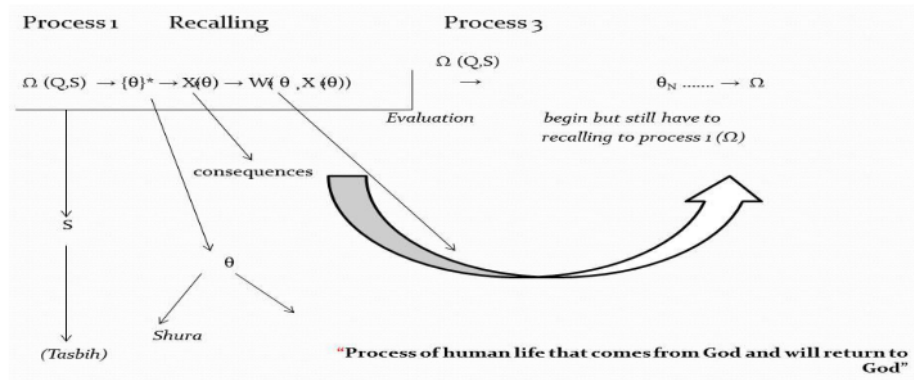 Process 1 Recalling Process 3
Ω (Q,S)
Ω (Q,S) → {θ}* → X(θ) → W( θ ,X (θ)) → θN ....... → Ω
Evaluation
begin but still have to
recalling to process 1 (Ω)
consequences
S
θ
Shura
(Tasbih)
“Process of human life that comes from God and will return to
God”